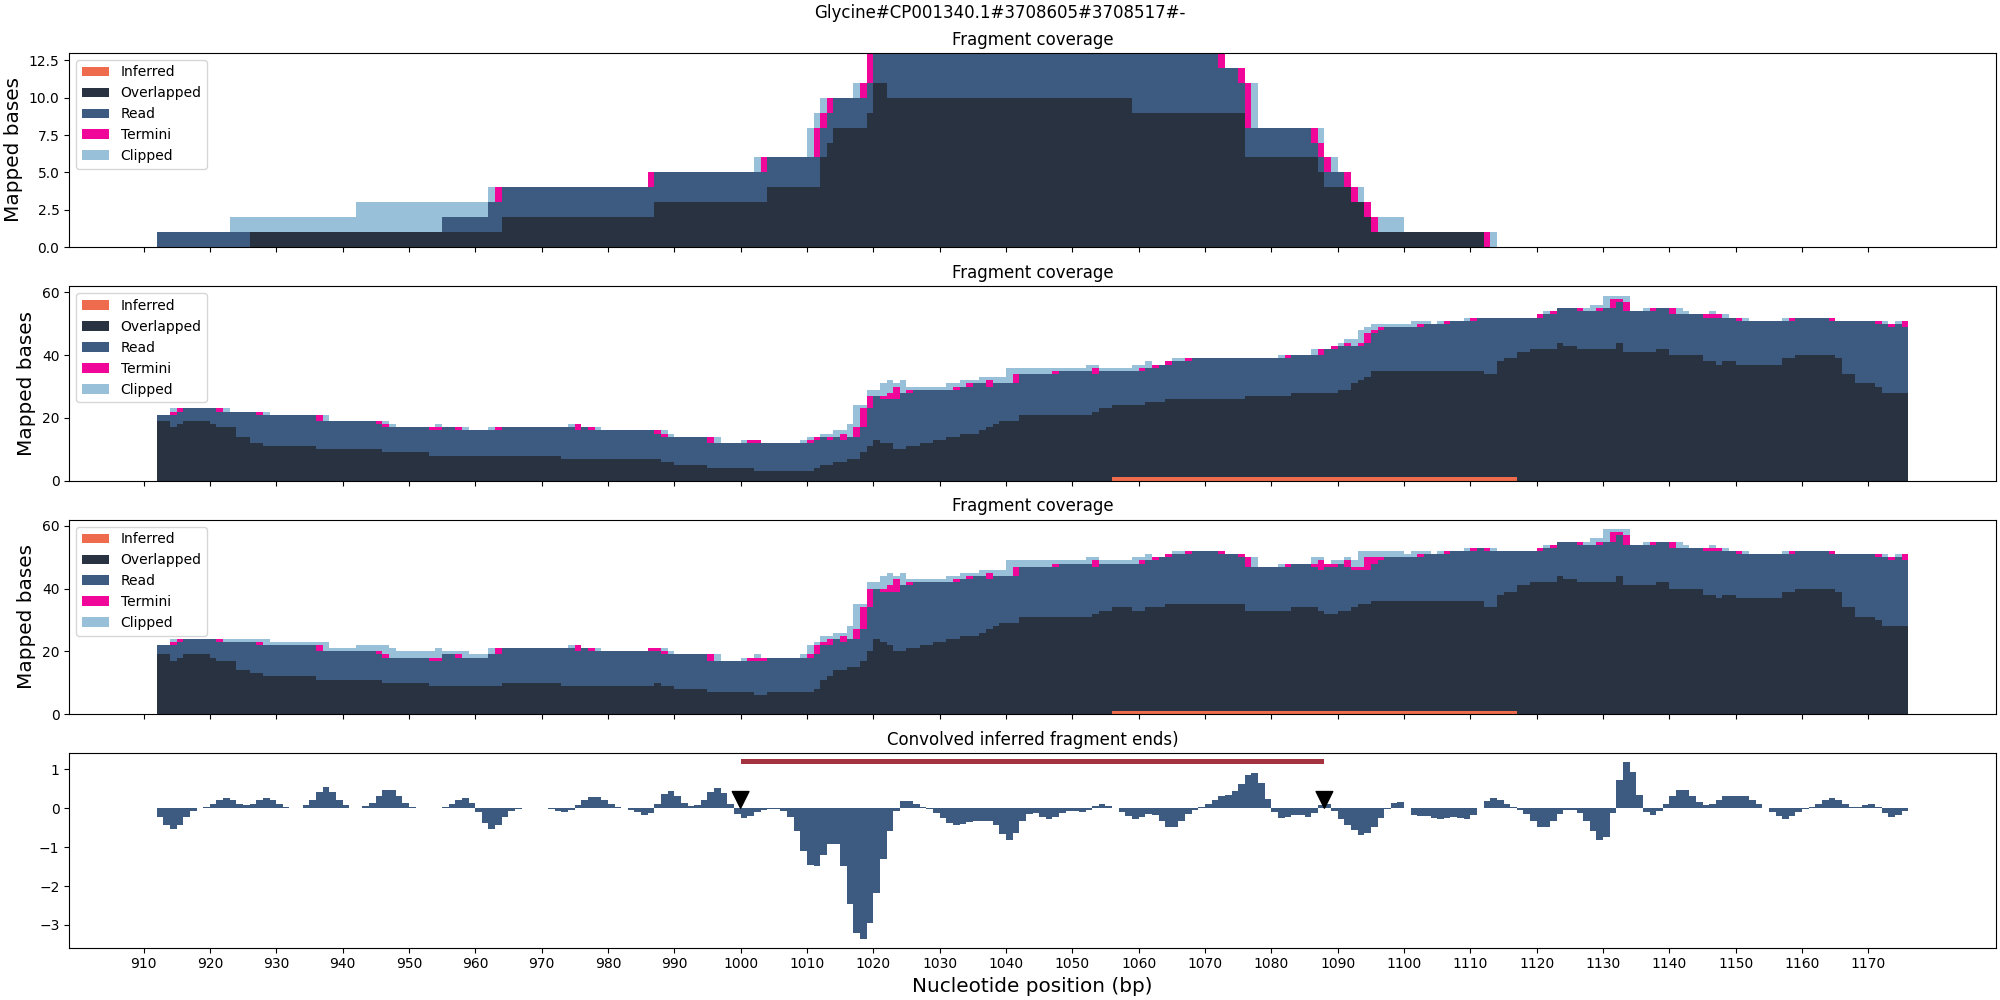 Glycine#CP001340.1#3708605#3708517#-
Fragment coverage
Mapped bases
12.5
10.0
7.5
5.0
2.5
0.0
Inferred
Overlapped
Read
Termini
Clipped
Fragment coverage
Mapped bases
60
40
20
0
Inferred
Overlapped
Read
Termini
Clipped
Fragment coverage
Mapped bases
60
40
20
0
Inferred
Overlapped
Read
Termini
Clipped
Convolved inferred fragment ends)
1
0
−1
−2
−3
910 920 930 940 950 960 970 980 990 1000 1010 1020 1030 1040 1050 1060 1070 1080 1090 1100 1110 1120 1130 1140 1150 1160 1170
Nucleotide position (bp)